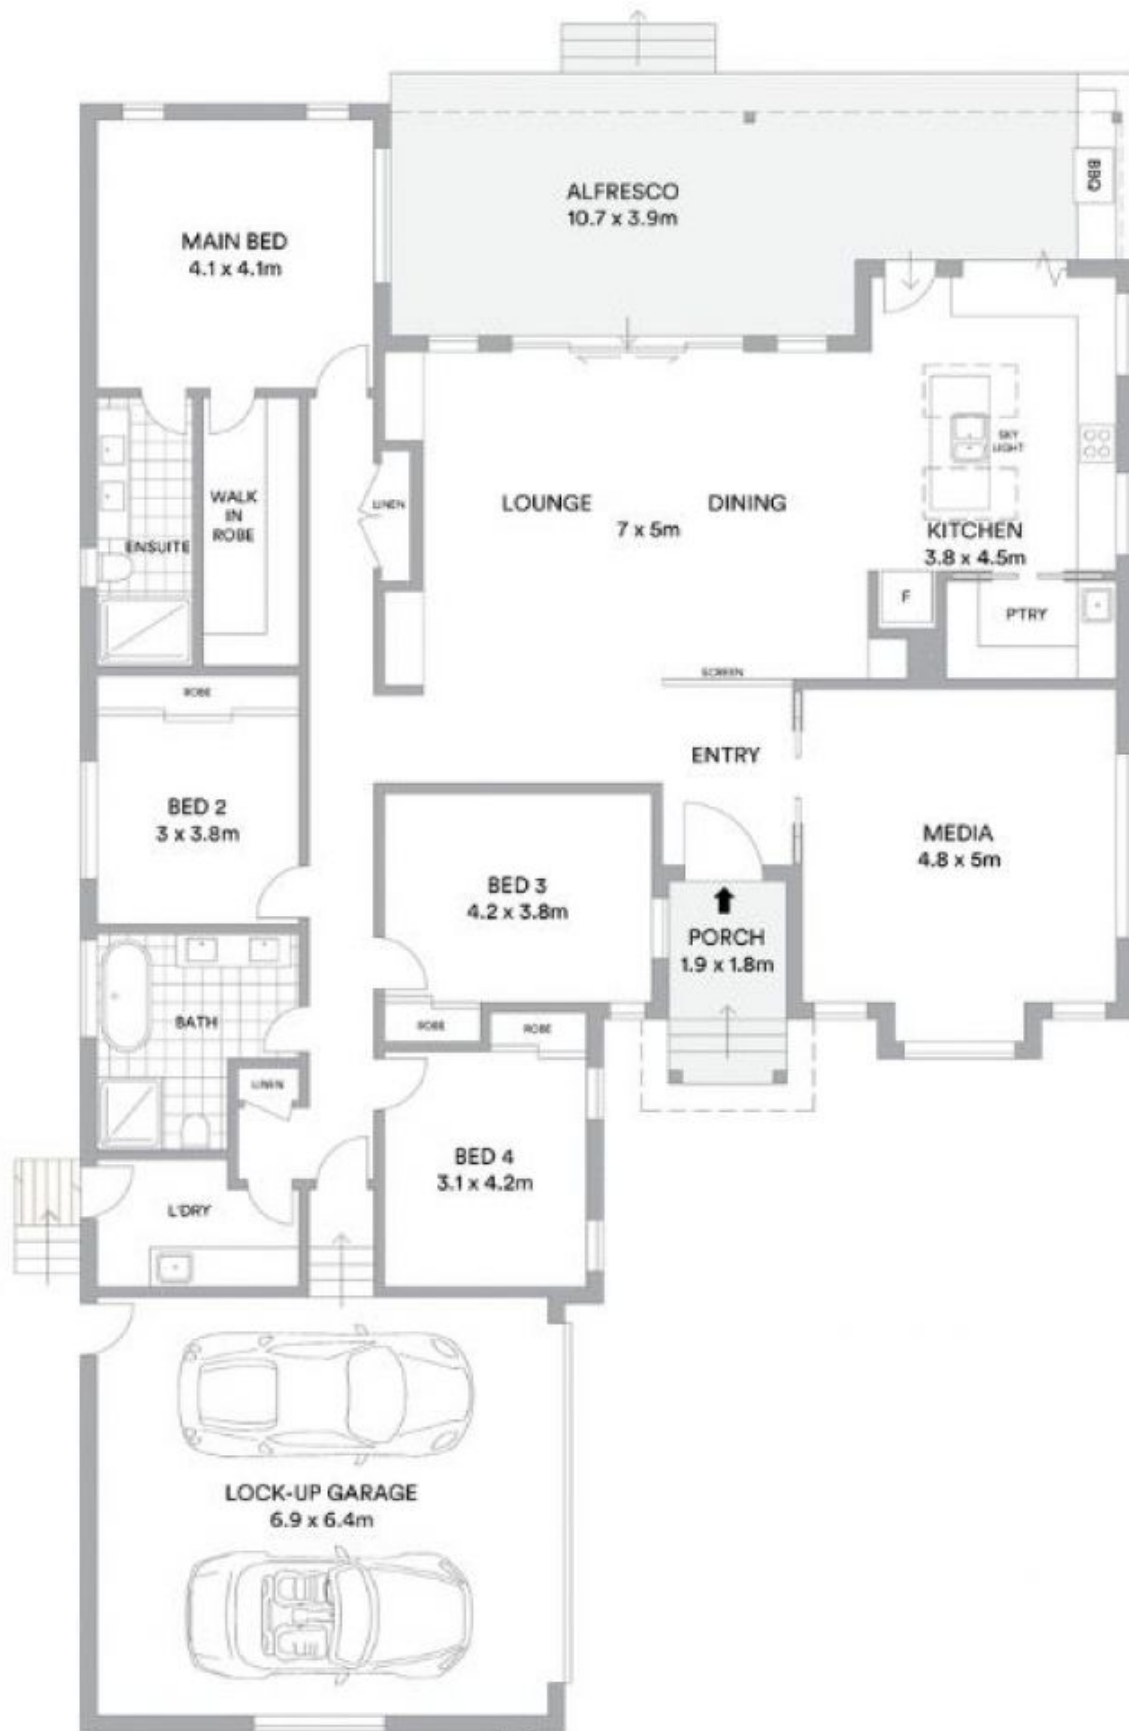 ALFRESCO
10.7 x 3.9m
BBQ
MAIN BED
4.1 x 4.1m
ENSUITE
WALK
IN
ROBE
LINEN
LOUNGE
DINING
7 x 5m
SKY
LIGHT
KITCHEN
3.8 x 4.5m
F
P'TRY
SCREEN
ROBE
BED 2
3 x 3.8m
ENTRY
MEDIA
4.8 x 5m
BED 3
4.2 x 3.8m
PORCH
1.9 x 1.8m
BATH
ROBE
ROBE
LINEN
BED 4
3.1 x 4.2m
L'DRY
LOCK-UP GARAGE
6.9 x 6.4m